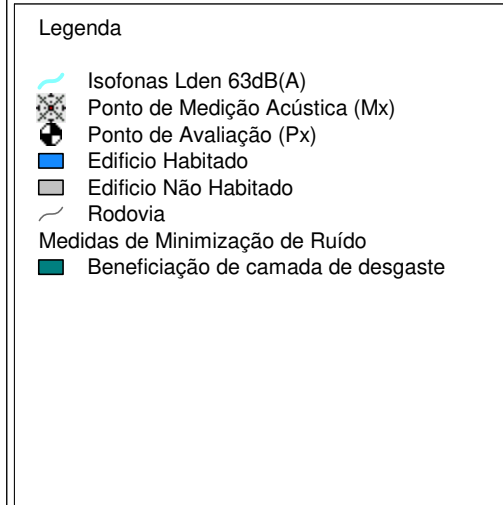 Legenda
Isofonas Lden 63dB(A)
Ponto de Medição Acústica (Mx)
Ponto de Avaliação (Px)
Edificio Habitado
Edificio Não Habitado
Rodovia
Medidas de Minimização de Ruído
Beneficiação de camada de desgaste